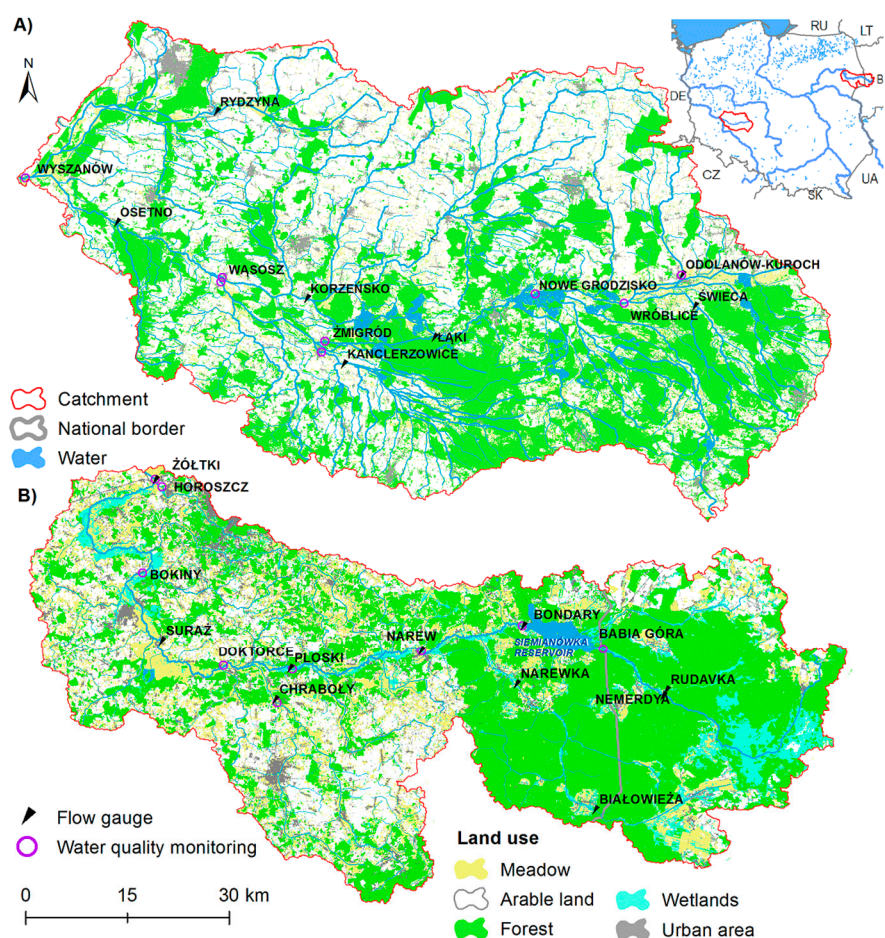 A)
N
RU
LT
B
DE
CZ
SK
UA
RYDZYNA
WYSZANÓW
OSETNO
WĄSOSZ
KORZEŃSKO
ODOLANÓW-KUROCH
NOWE GRODZISKO
ŚWIECA
WRÓBLICE
ŻMIGRÓD
ŁĄKI
KANCLERZOWICE
Catchment
National border
Water
B)
ŻÓŁTKI
HOROSZCZ
BOKINY
SURAŻ
DOKTORCE
PLOSKI
CHRABOŁY
NAREW
BONDARY
SIEMIANÓWKA
RESERVOIR
BABIA GÓRA
NAREWKA
RUDAVKA
NEMERDYA
BIAŁOWIEŻA
Flow gauge
Water quality monitoring
0 15 30 km
Land use
Meadow
Arable land
Forest
Wetlands
Urban area